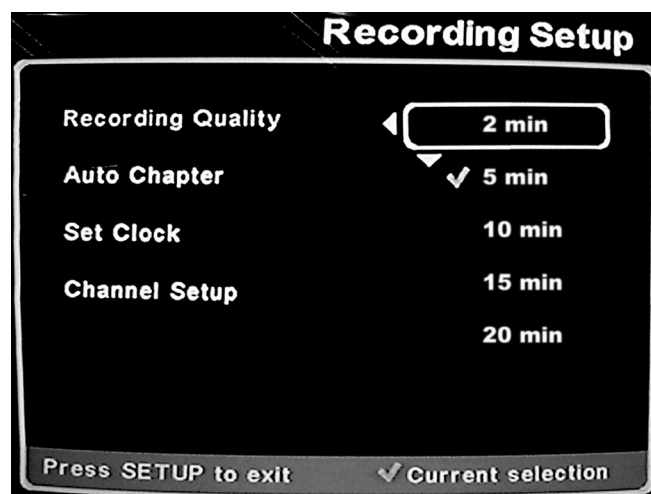 Recording Setup
Recording Quality
2 min
Auto Chapter
✓ 5 min
Set Clock
10 min
Channel Setup
15 min
20 min
Press SETUP to exit
✓ Current selection